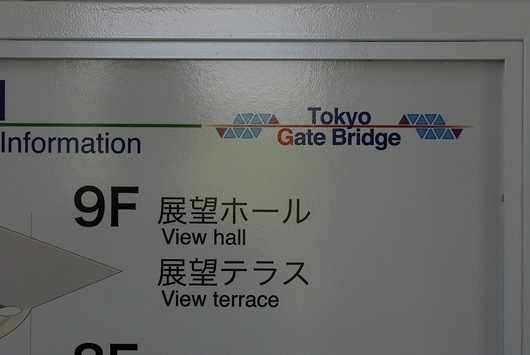 Information
Tokyo
Gate Bridge
9F
展望ホール
View hall
展望テラス
View terrace